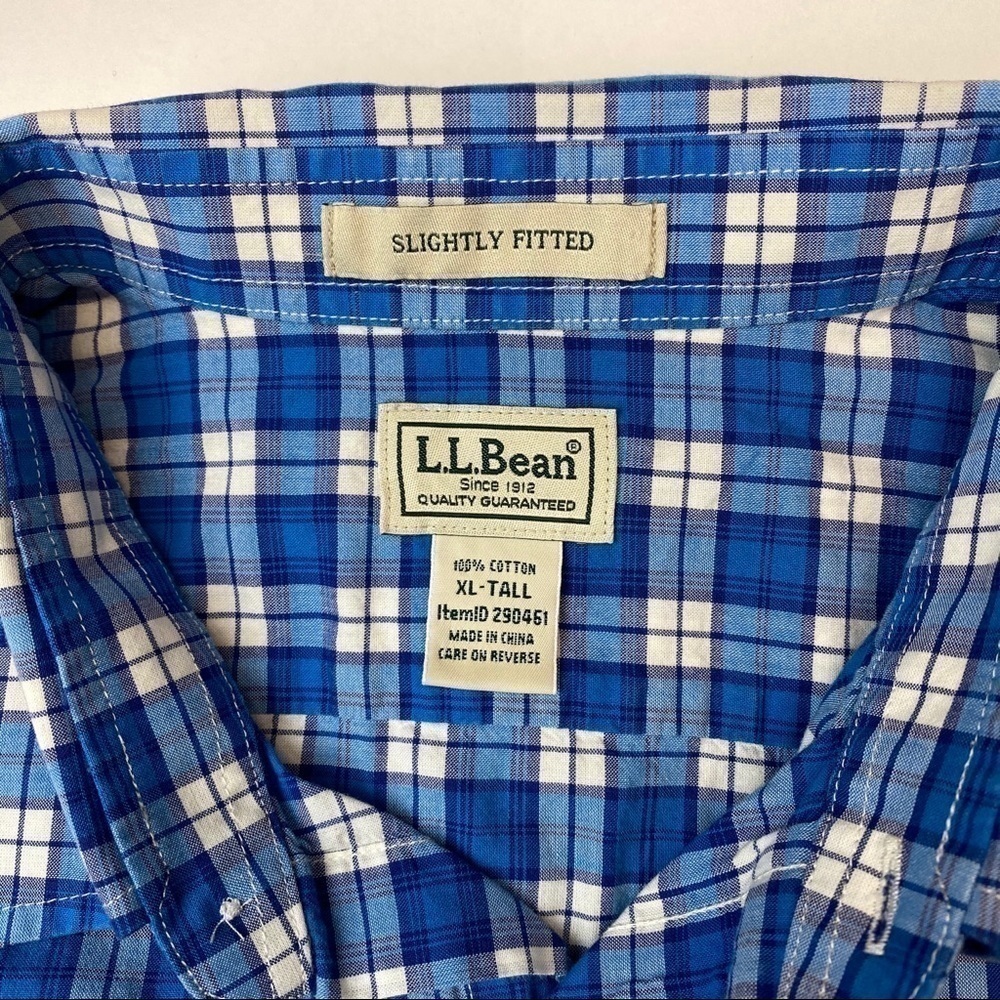 SLIGHTLY FITTED
L.L.Bean®
Since 1912
QUALITY GUARANTEED
100% COTTON
XL-TALL
ItemID 290461
MADE IN CHINA
CARE ON REVERSE